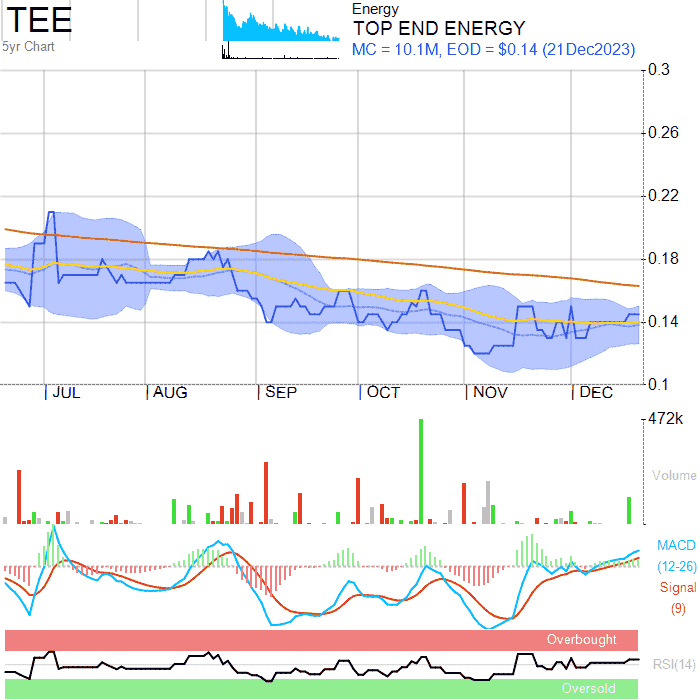 TEE
5yr Chart
Energy
TOP END ENERGY
MC = 10.1M, EOD = $0.14 (21Dec2023)
0.3
0.26
0.22
0.18
0.14
0.1
JUL AUG SEP OCT NOV DEC
472k
Volume
MACD
(12-26)
Signal
(9)
Overbought
RSI(14)
Oversold